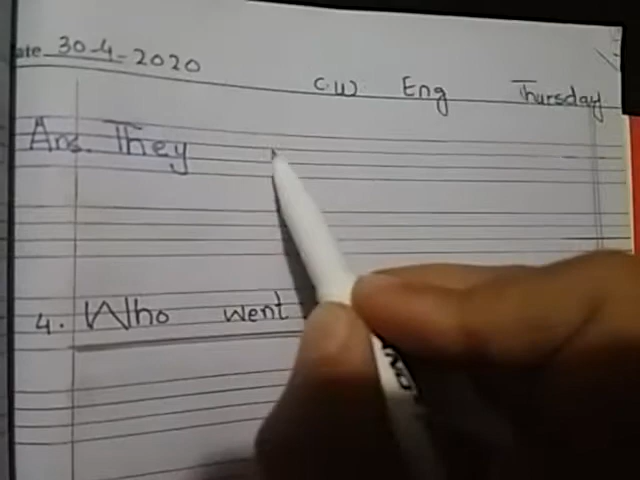 ate 30-4-2020
C.W Eng Thursday
Ans. They
4. Who went